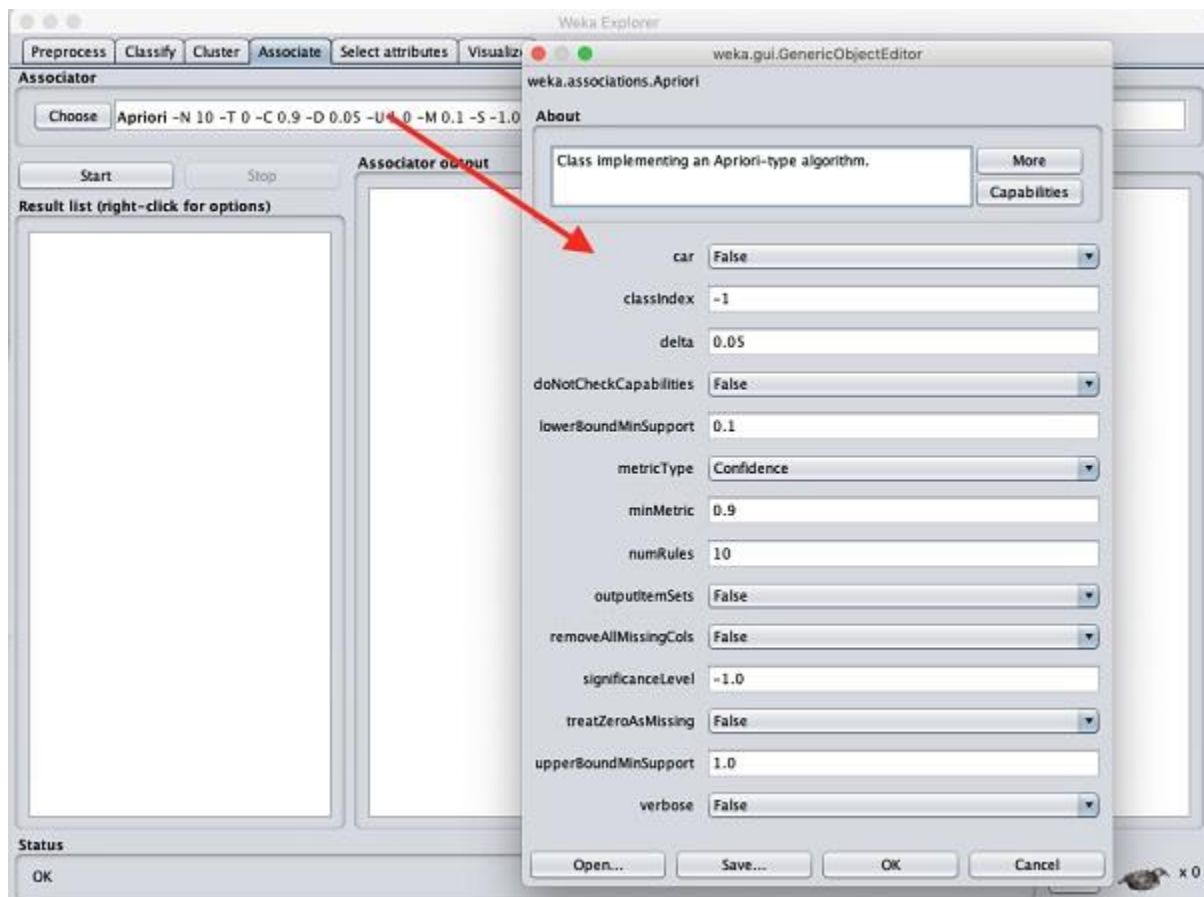 Weka Explorer
Preprocess Classify Cluster Associate Select attributes
weka.gui.GenericObjectEditor
Associator
weka.associations.Apriori
Choose Apriori -N 10 -T 0 -C 0.9 -D 0.05 -U 1.0 -M 0.1 -S -1.0
About
Class implementing an Apriori-type algorithm.
More
Capabilities
Start Stop
Associator output
Result list (right-click for options)
car False
classIndex -1
delta 0.05
doNotCheckCapabilities False
lowerBoundMinSupport 0.1
metricType Confidence
minMetric 0.9
numRules 10
outputItemSets False
removeAllMissingCols False
significanceLevel -1.0
treatZeroAsMissing False
upperBoundMinSupport 1.0
verbose False
Open... Save... OK Cancel
Status
OK
x 0